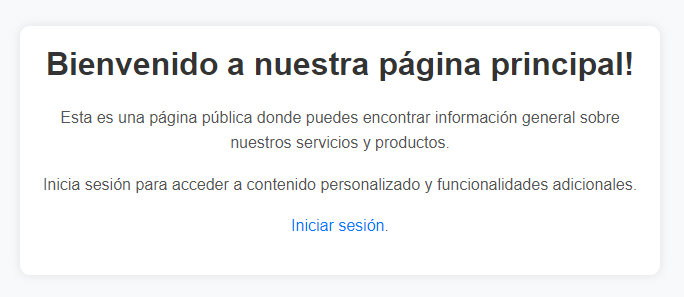 Bienvenido a nuestra página principal!
Esta es una página pública donde puedes encontrar información general sobre
nuestros servicios y productos.
Inicia sesión para acceder a contenido personalizado y funcionalidades adicionales.
Iniciar sesión.